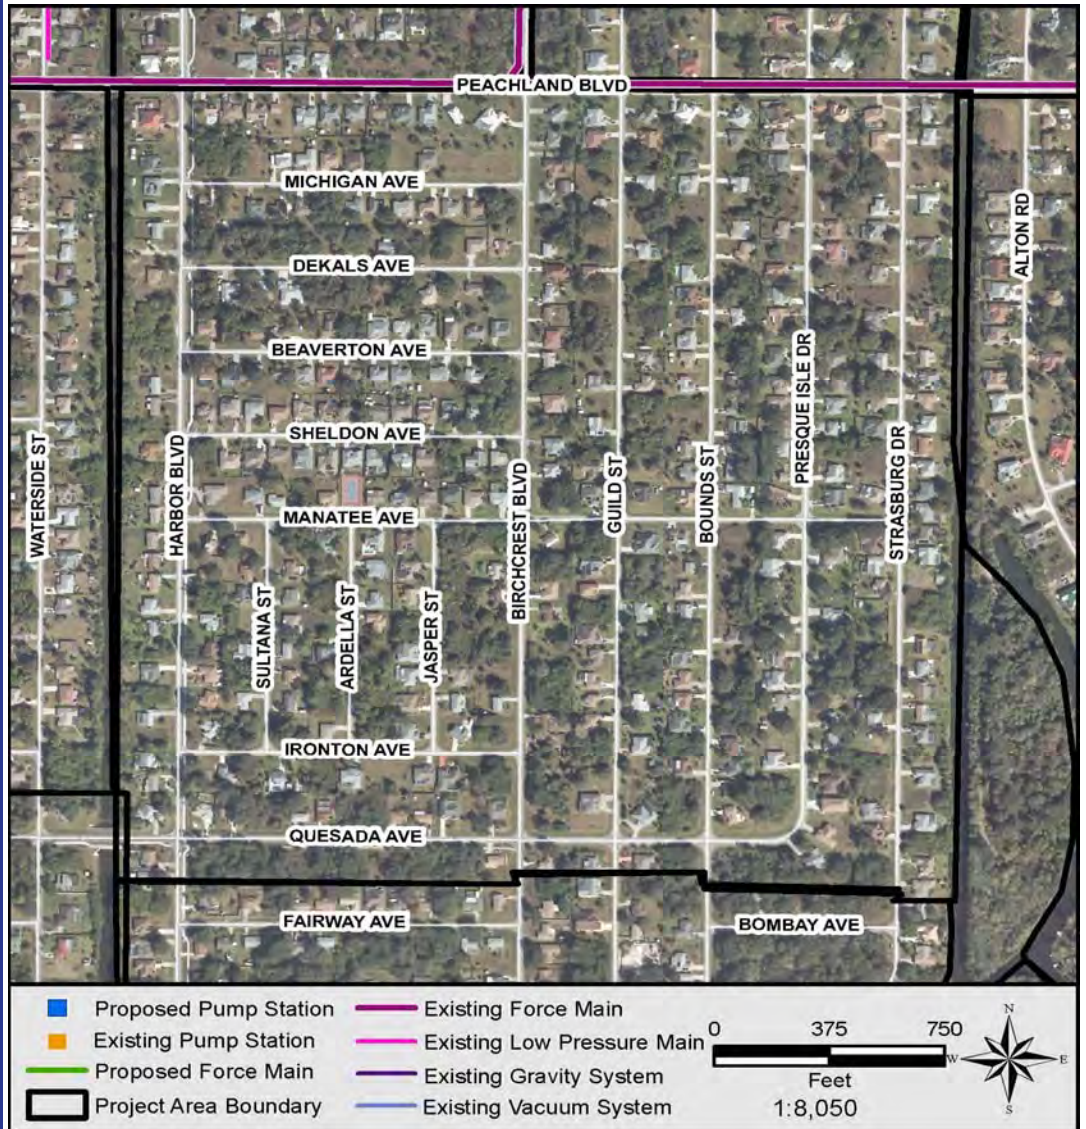 PEACHLAND BLVD
MICHIGAN AVE
ALTON RD
DEKALS AVE
BEAVERTON AVE
PRESQUE ISLE DR
SHELDON AVE
WATERSIDE ST
HARBOR BLVD
BIRCHCREST BLVD
GUILD ST
BOUNDS ST
STRASBURG DR
MANATEE AVE
SULTANA ST
ARDELLA ST
JASPER ST
IRONTON AVE
QUESADA AVE
FAIRWAY AVE
BOMBAY AVE
Proposed Pump Station
Existing Pump Station
Proposed Force Main
Project Area Boundary
Existing Force Main
Existing Low Pressure Main
Existing Gravity System
Existing Vacuum System
0 375 750
Feet
1:8,050
N
W E
S